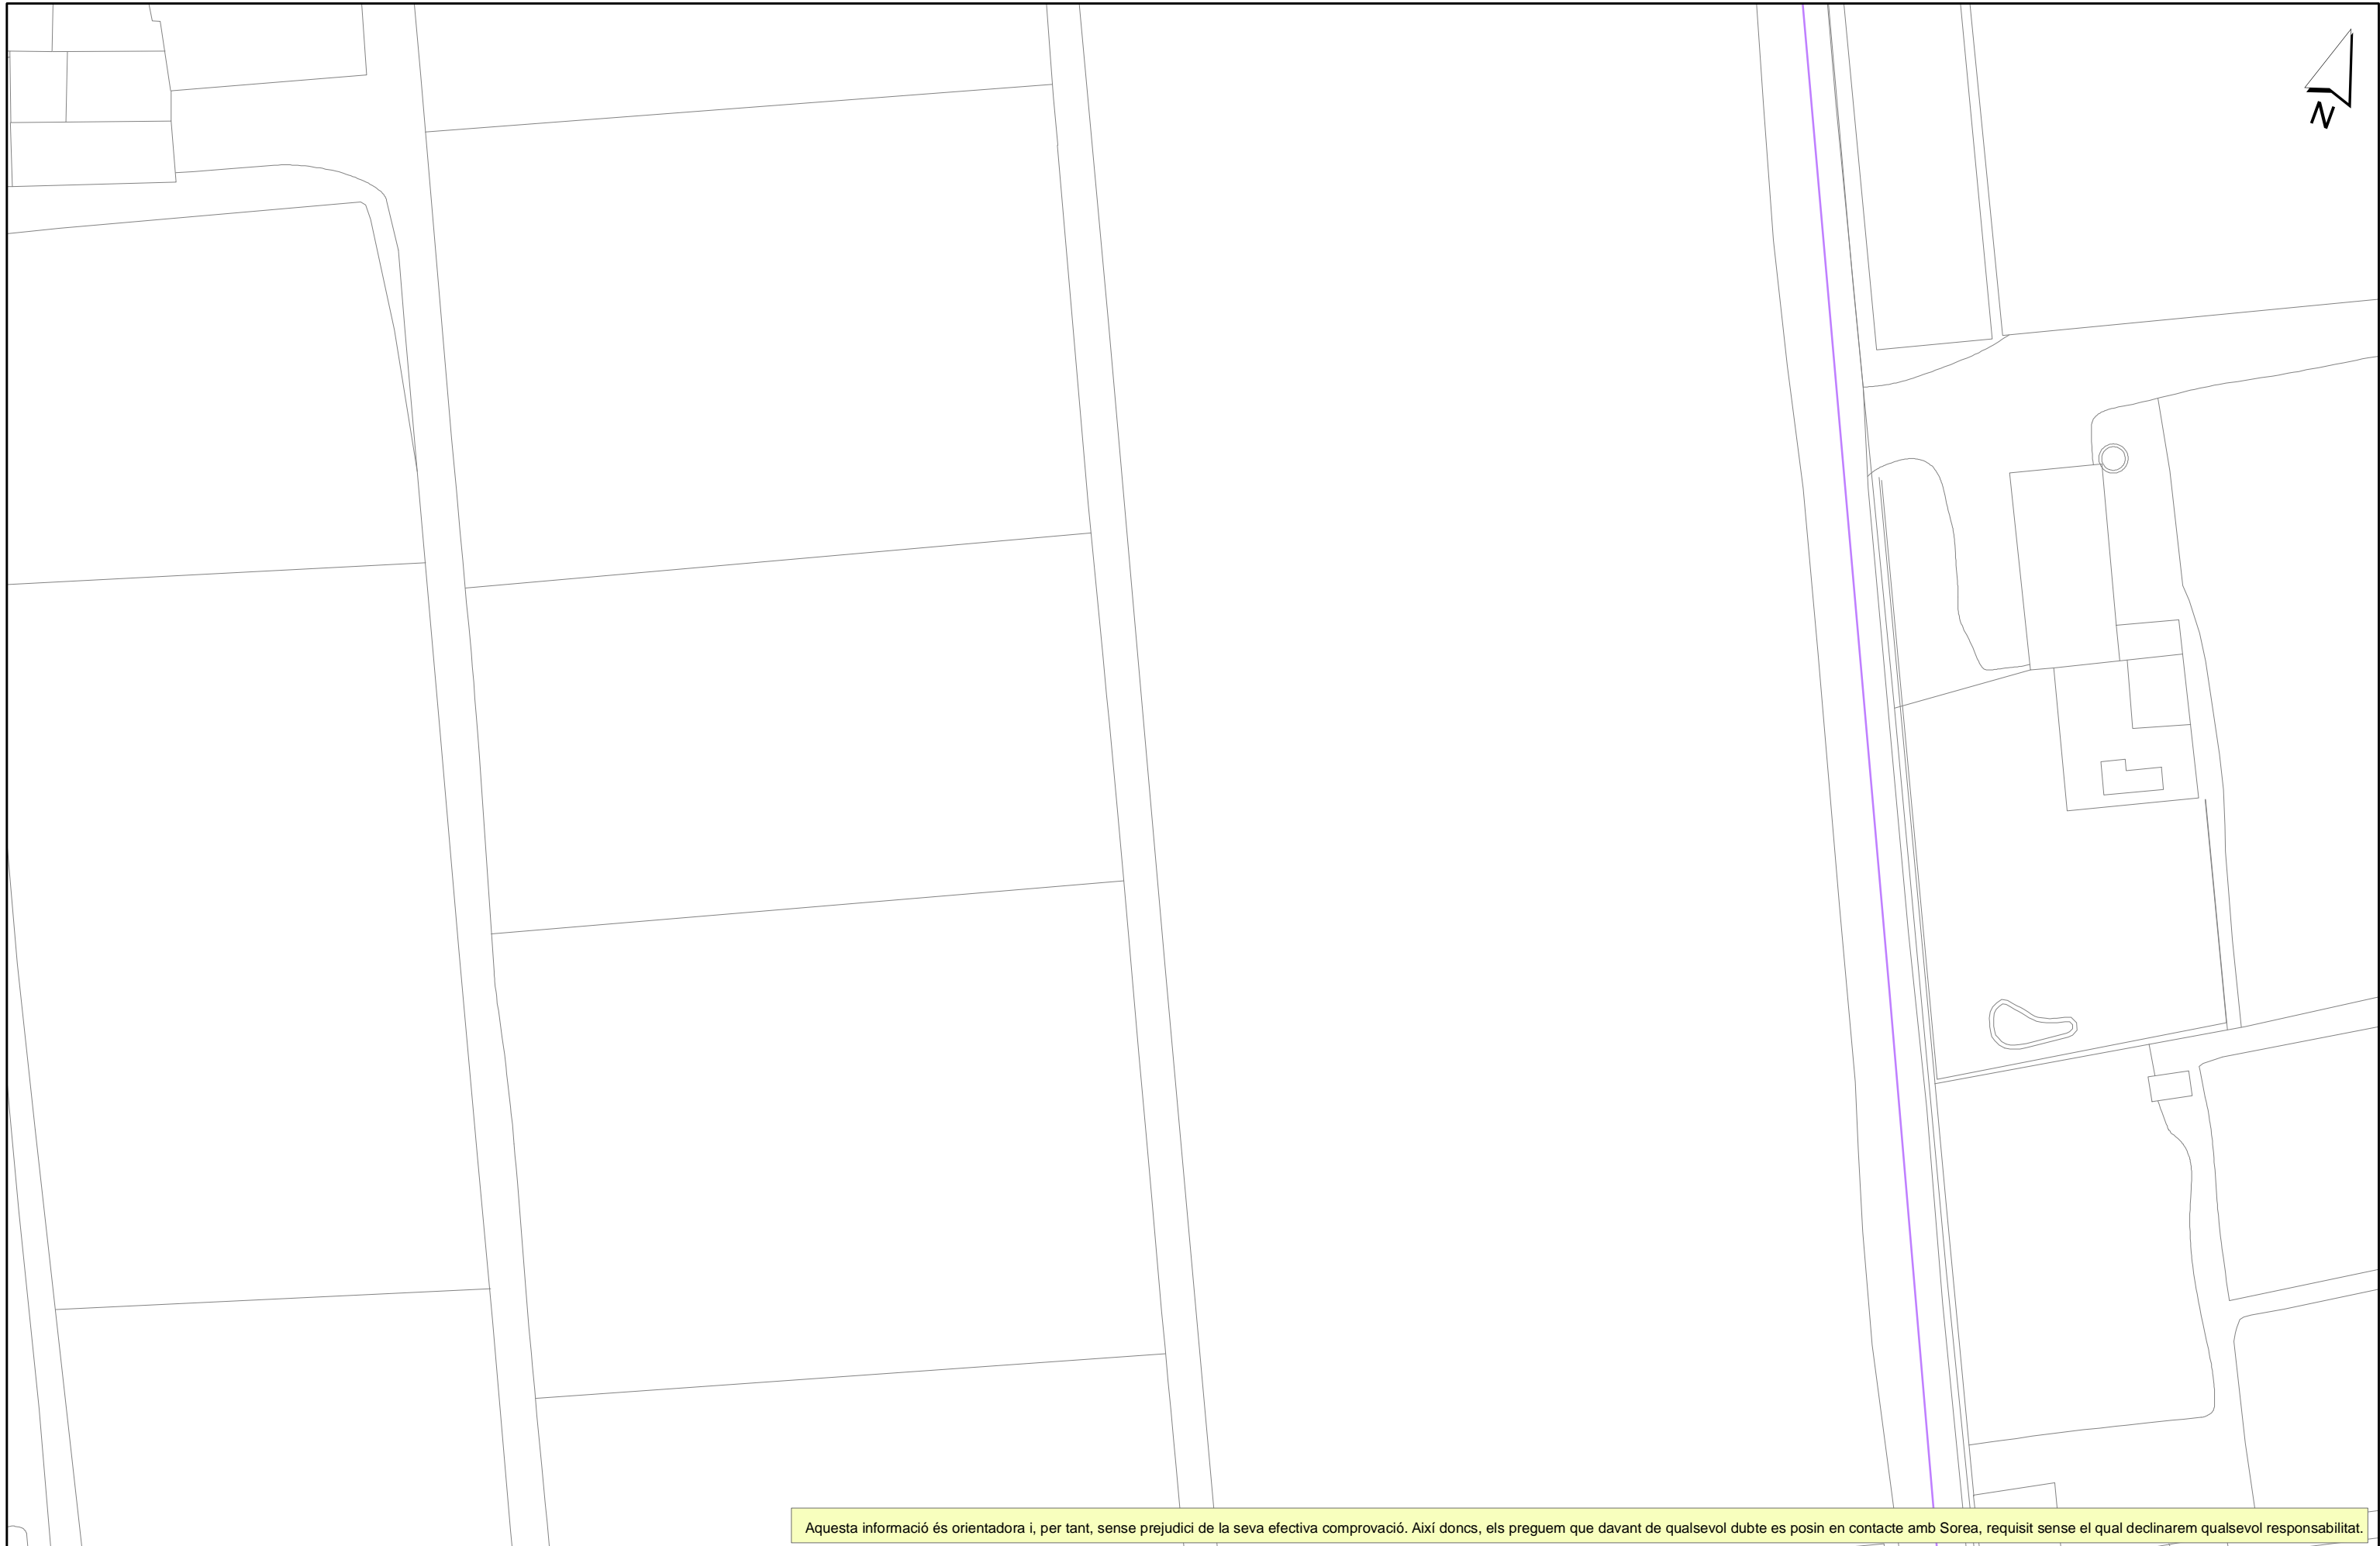 N
Aquesta informació és orientadora i, per tant, sense prejudici de la seva efectiva comprovació. Així doncs, els preguem que davant de qualsevol dubte es posin en contacte amb Sorea, requisit sense el qual declinarem qualsevol responsabilitat.